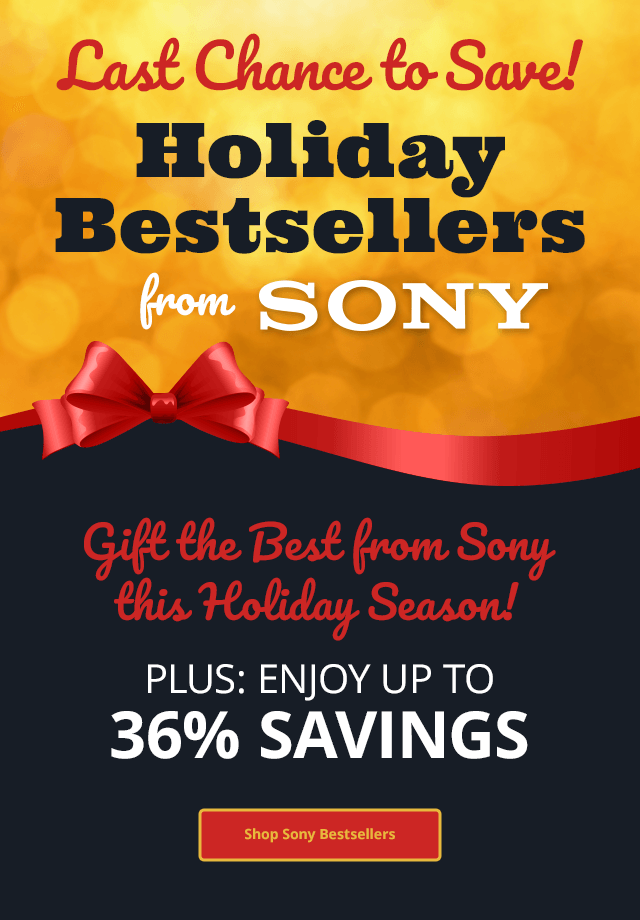 Last Chance to Save!
Holiday
Bestsellers
from SONY
Gift the Best from Sony
this Holiday Season!
PLUS: ENJOY UP TO
36% SAVINGS
Shop Sony Bestsellers